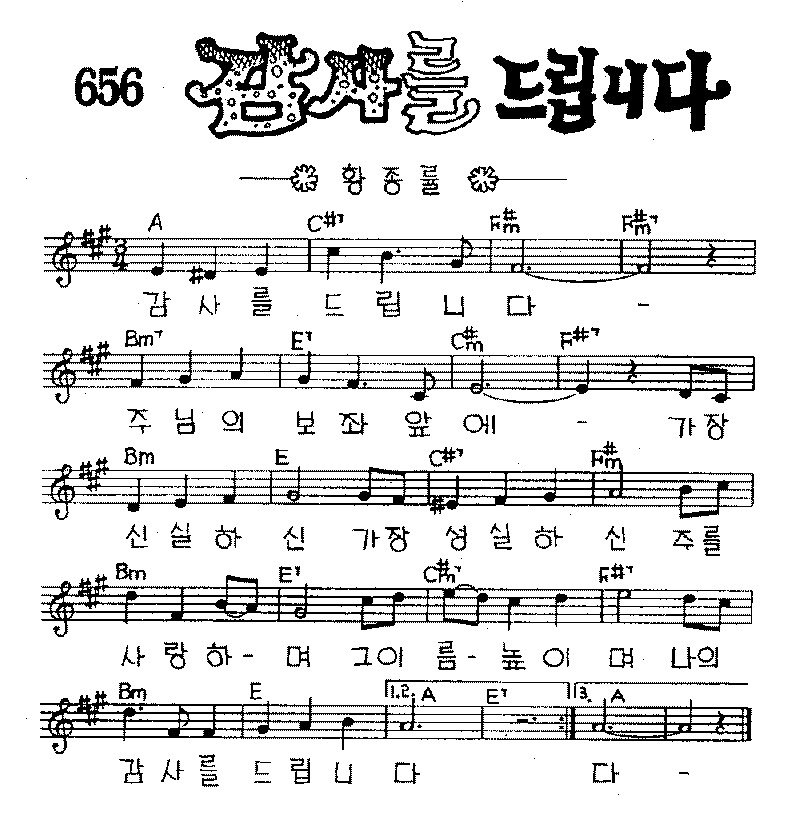 656 감사를 드립니다
황종률
A C#7 F#m F#m7
3/4
감 사 를 드 립 니 다 -
Bm7 E7 C#m F#7
주 님 의 보 좌 앞 에 - 가 장
Bm E C#7 F#m
신 실 하 신 가 장 성 실 하 신 주 를
Bm E7 C#m7 F#7
사 랑 하 - 며 그 이 름 - 높 이 며 나 의
Bm E 1.2. A E7 3. A
감 사 를 드 립 니 다 다 -